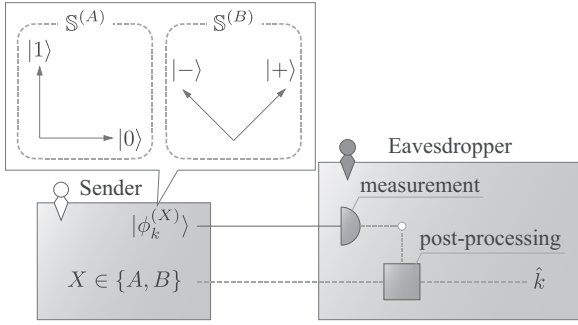 𝕊^{(A)} 𝕊^{(B)}
|1⟩ |−⟩ |+⟩
|0⟩
Eavesdropper
Sender measurement
|ϕ_k^{(X)}⟩
post-processing
X ∈ {A, B} k̂